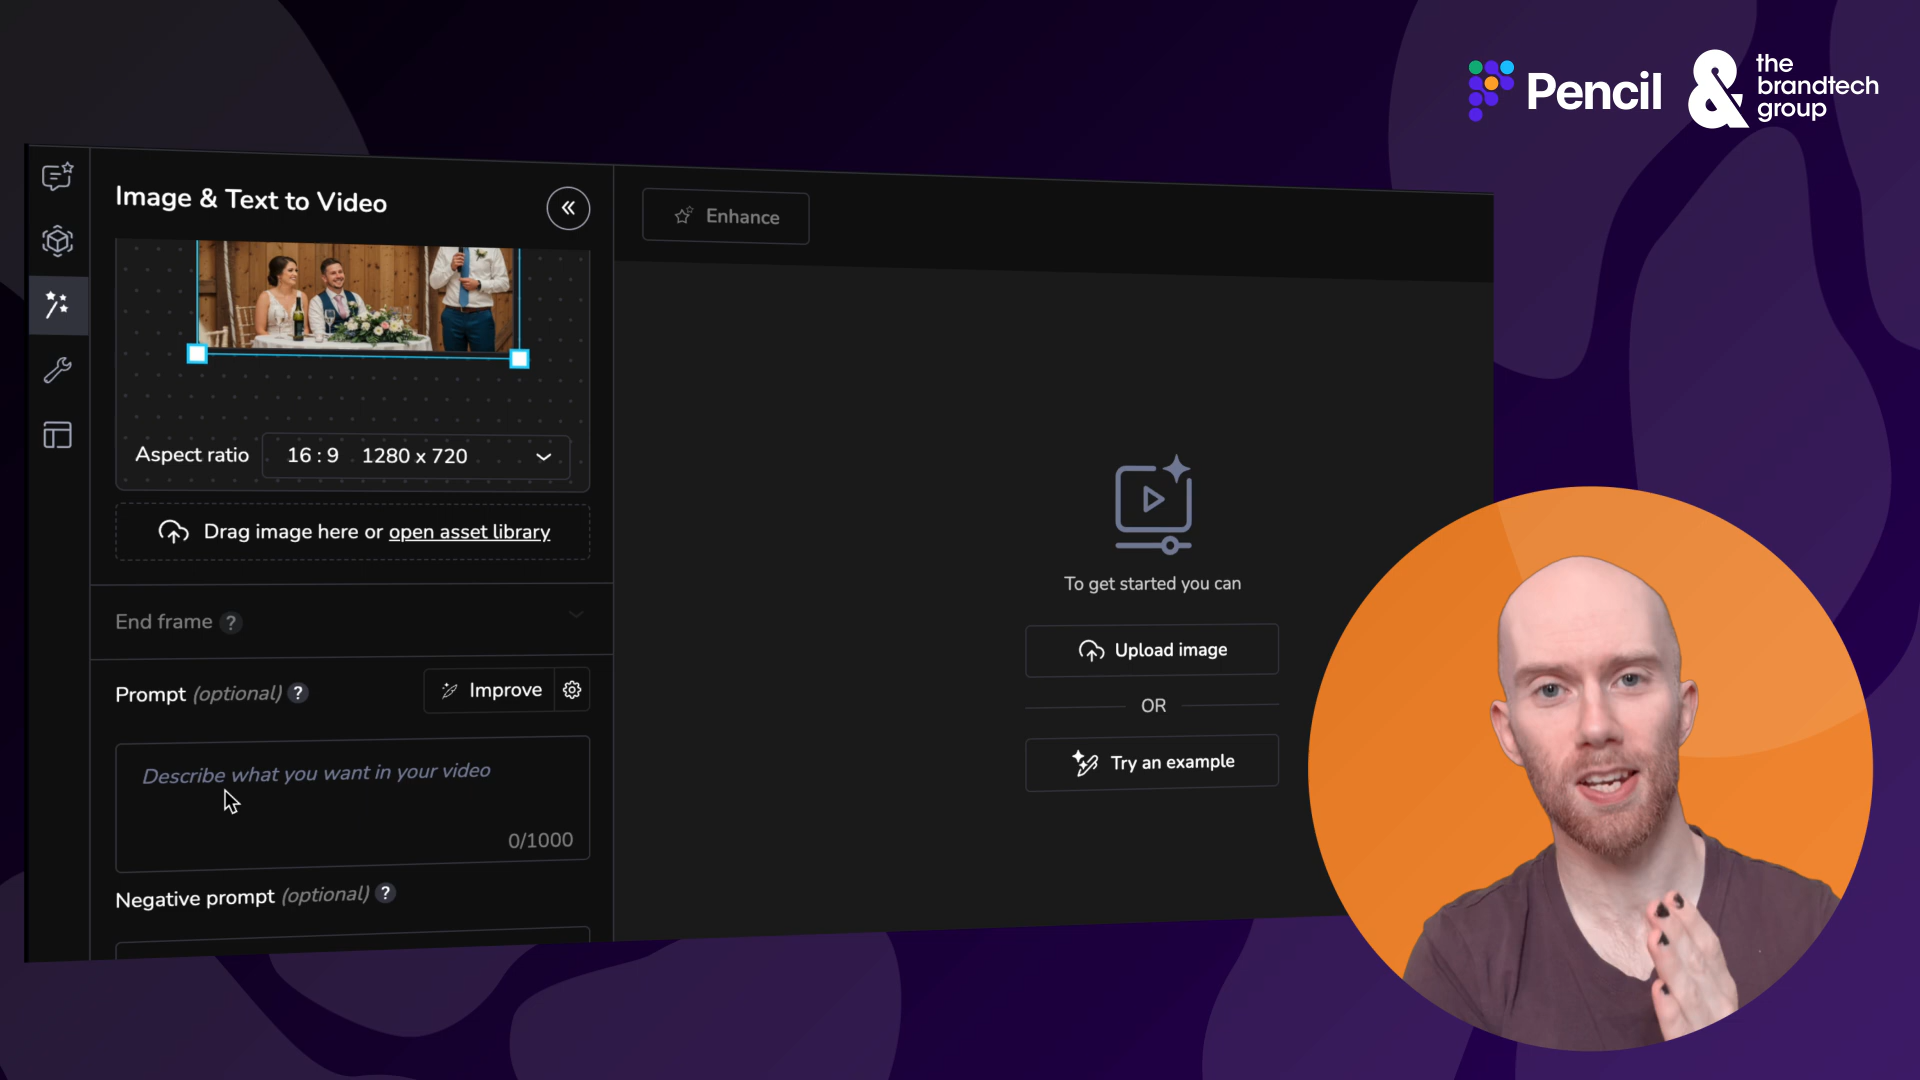 Pencil
the
brandtech
group
Image & Text to Video
Enhance
Aspect ratio
16 : 9 1280 x 720
Drag image here or open asset library
To get started you can
End frame ?
Upload image
Prompt (optional) ?
Improve
OR
Describe what you want in your video
Try an example
0/1000
Negative prompt (optional) ?